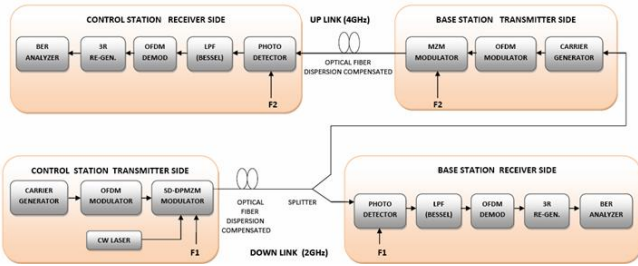 CONTROL STATION RECEIVER SIDE
UP LINK (4GHz)
BASE STATION TRANSMITTER SIDE
BER
ANALYZER
3R
RE-GEN.
OFDM
DEMOD
LPF
(BESSEL)
PHOTO
DETECTOR
F2
OPTICAL FIBER
DISPERSION COMPENSATED
MZM
MODULATOR
OFDM
MODULATOR
CARRIER
GENERATOR
F2
CONTROL STATION TRANSMITTER SIDE
BASE STATION RECEIVER SIDE
CARRIER
GENERATOR
OFDM
MODULATOR
SD-DPMZM
MODULATOR
CW LASER
F1
OPTICAL
FIBER
DISPERSION
COMPENSATED
SPLITTER
DOWN LINK (2GHz)
PHOTO
DETECTOR
LPF
(BESSEL)
OFDM
DEMOD
3R
RE-GEN.
BER
ANALYZER
F1